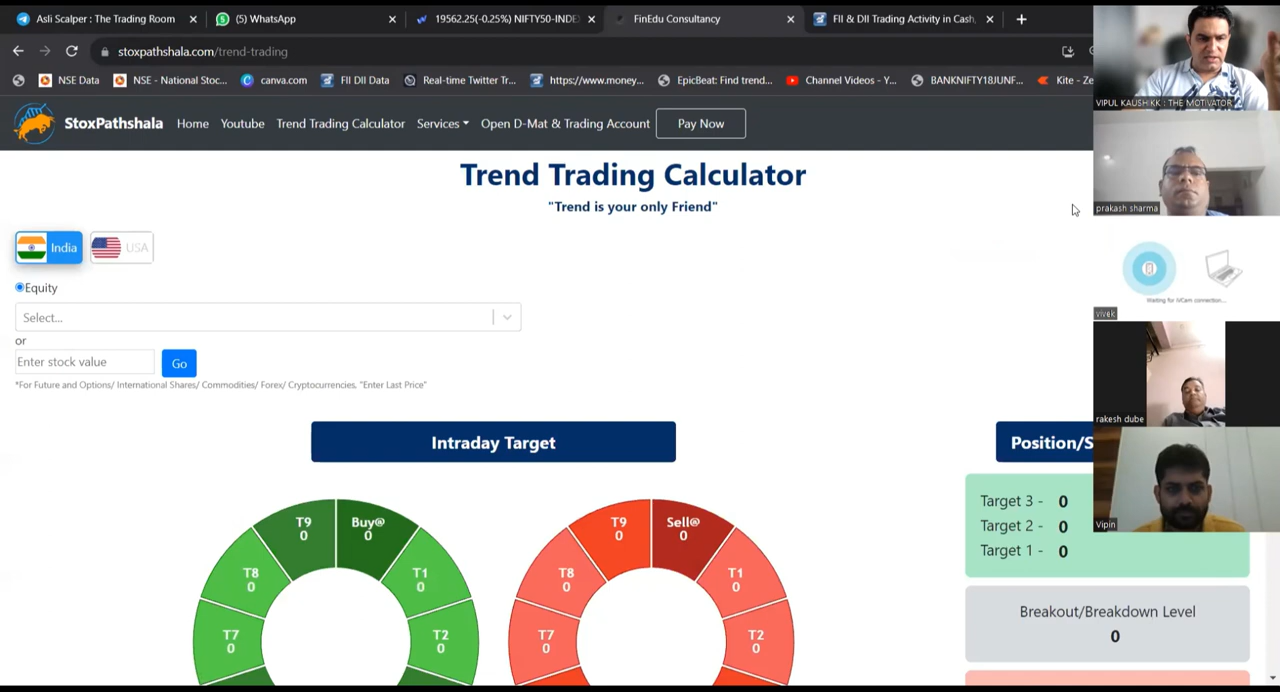 Asli Scalper : The Trading Room
(5) WhatsApp
19562.25(-0.25%) NIFTY50-INDE
FinEdu Consultancy
FII & DII Trading Activity in Cash,
stoxpathshala.com/trend-trading
NSE Data
NSE - National Stoc...
canva.com
FII DII Data
Real-time Twitter Tr...
https://www.money...
EpicBeat: Find trend...
Channel Videos - Y...
BANKNIFTY18JUNF...
Kite - Ze
StoxPathshala
Home
Youtube
Trend Trading Calculator
Services
Open D-Mat & Trading Account
Pay Now
Trend Trading Calculator
"Trend is your only Friend"
India
USA
Equity
Select...
or
Enter stock value
Go
*For Future and Options/ International Shares/ Commodities/ Forex/ Cryptocurrencies, "Enter Last Price"
Intraday Target
Position/S
T9
0
Buy@
0
T8
0
T1
0
T7
0
T2
0
T9
0
Sell@
0
T8
0
T1
0
T7
0
T2
0
Target 3 - 0
Target 2 - 0
Target 1 - 0
Breakout/Breakdown Level
0
VIPUL KAUSHIKK : THE MOTIVATOR
prakash sharma
Waiting for iVCam connection...
vivek
rakesh dube
Vipin